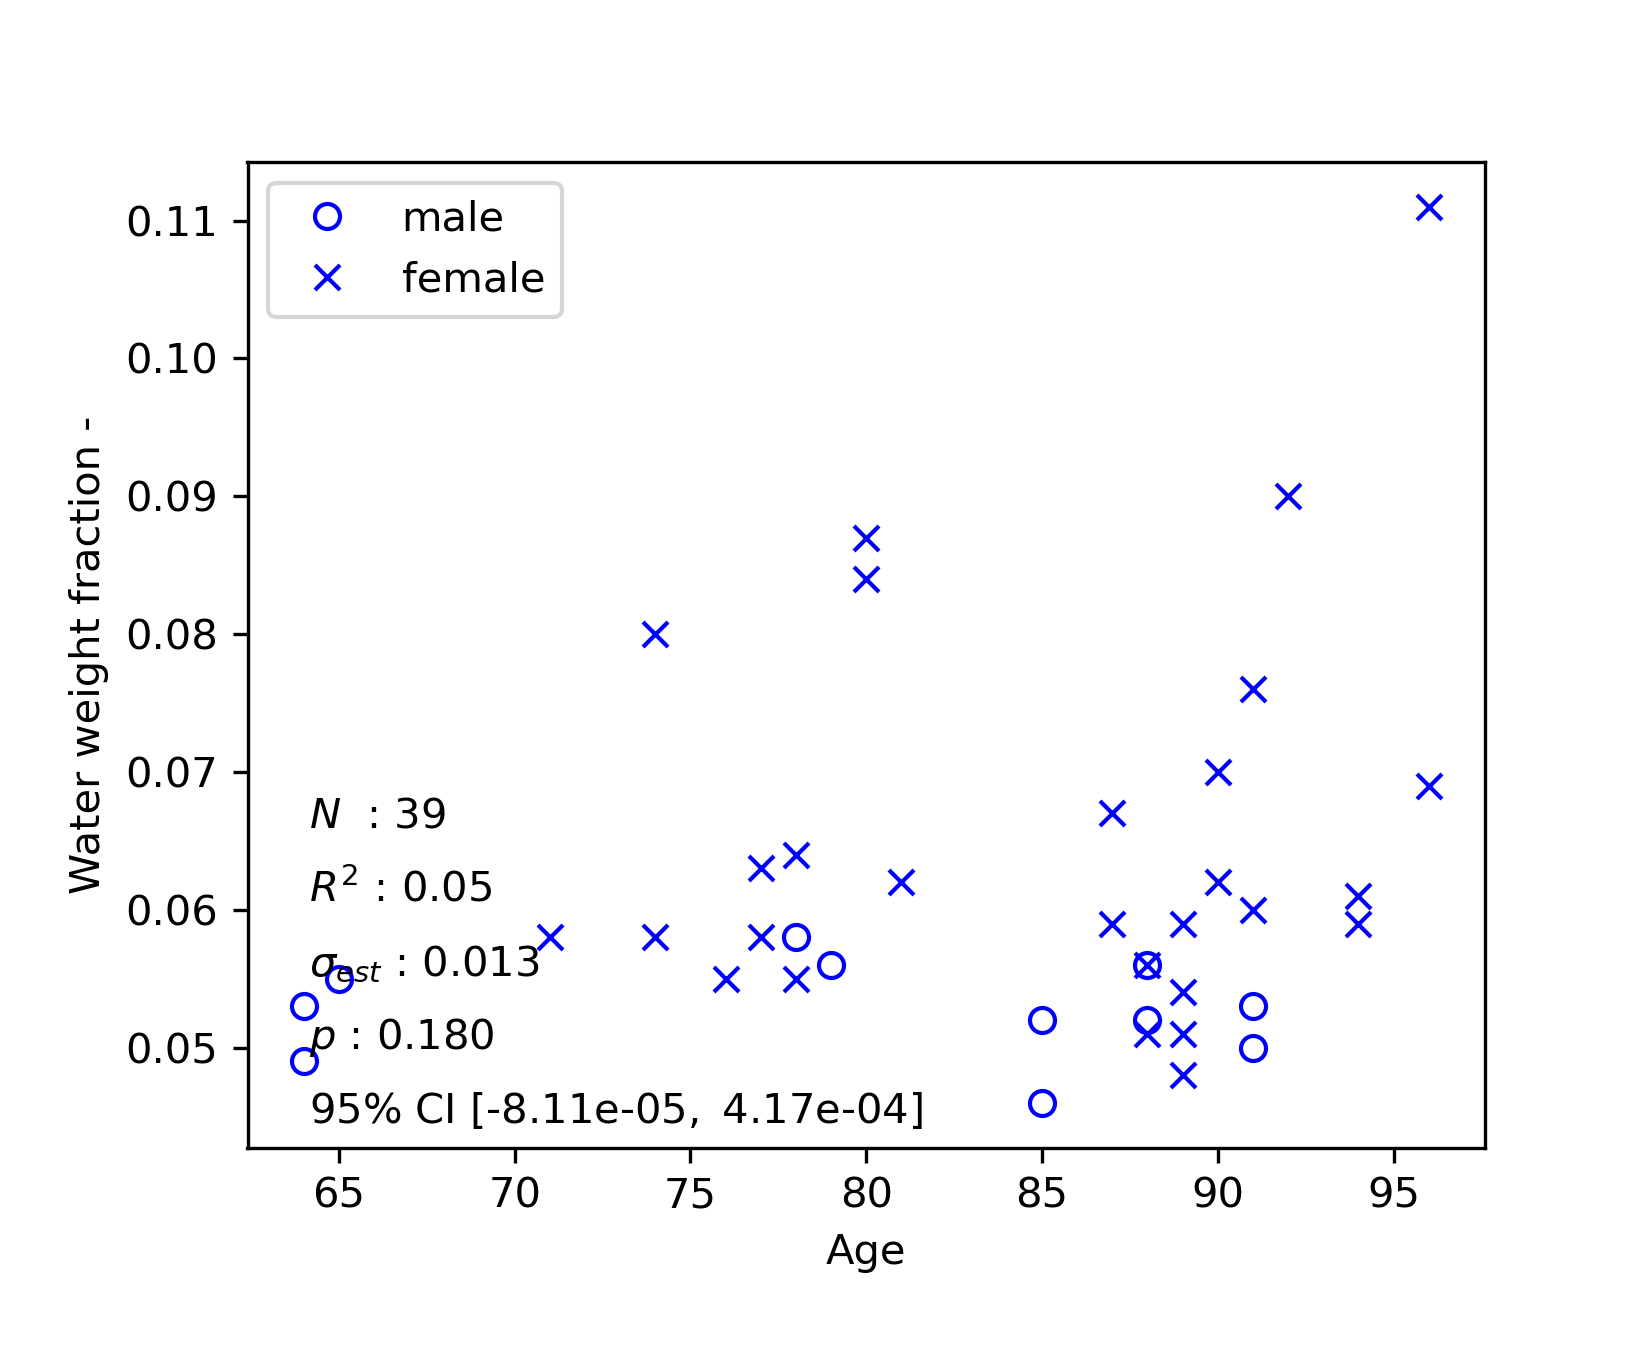 male
female
0.11
0.10
0.09
0.08
0.07
0.06
0.05
Water weight fraction -
N : 39
R² : 0.05
σest : 0.013
p : 0.180
95% CI [-8.11e-05, 4.17e-04]
65 70 75 80 85 90 95
Age